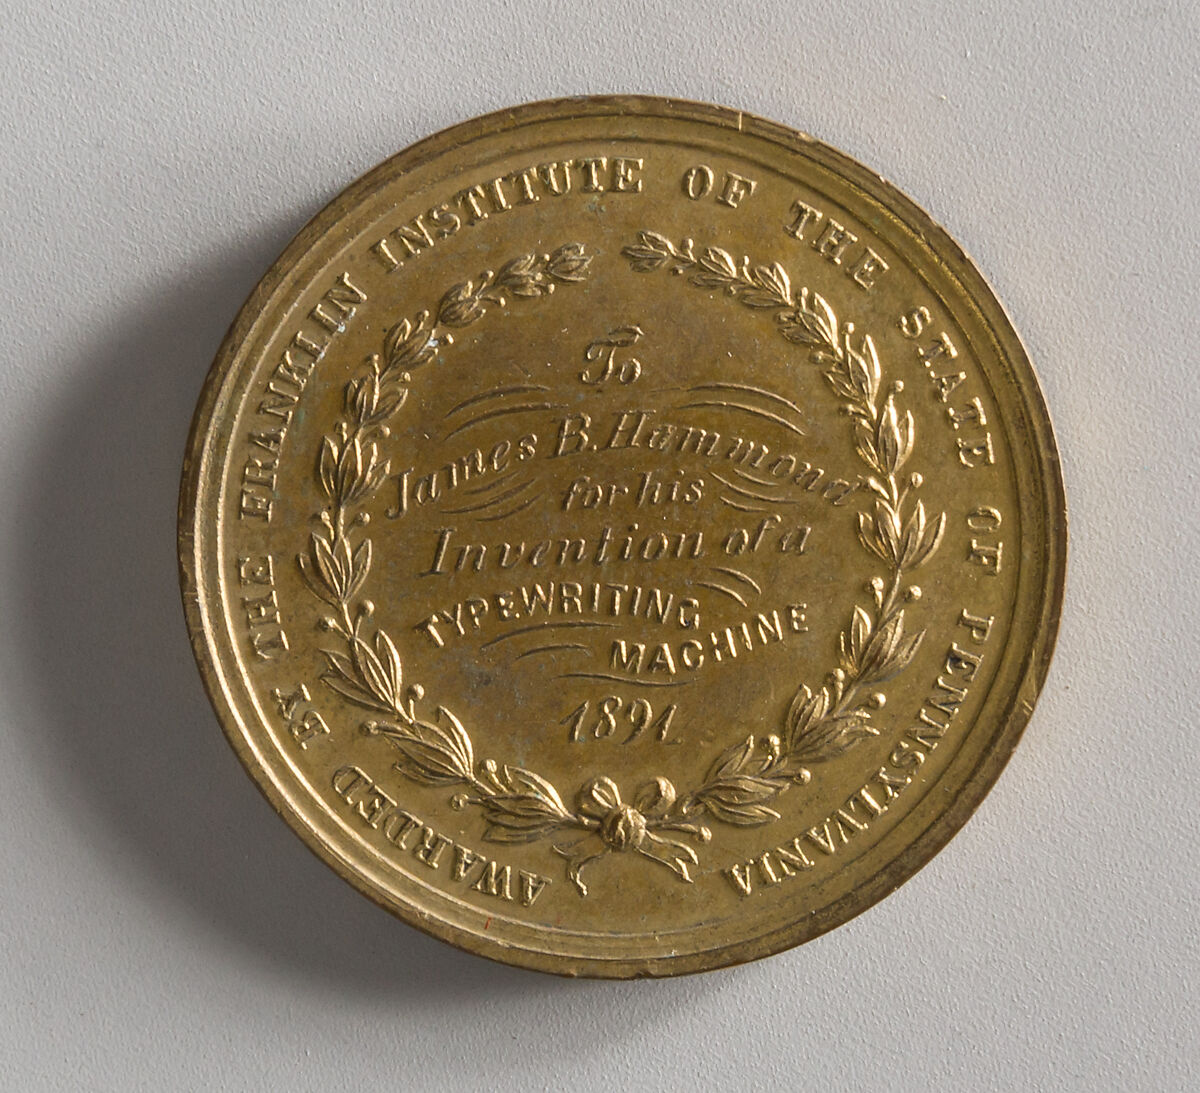 AWARDED BY THE FRANKLIN INSTITUTE OF THE STATE OF PENNSYLVANIA
To
James B. Hammond
for his
Invention of a
TYPEWRITING
MACHINE
1891